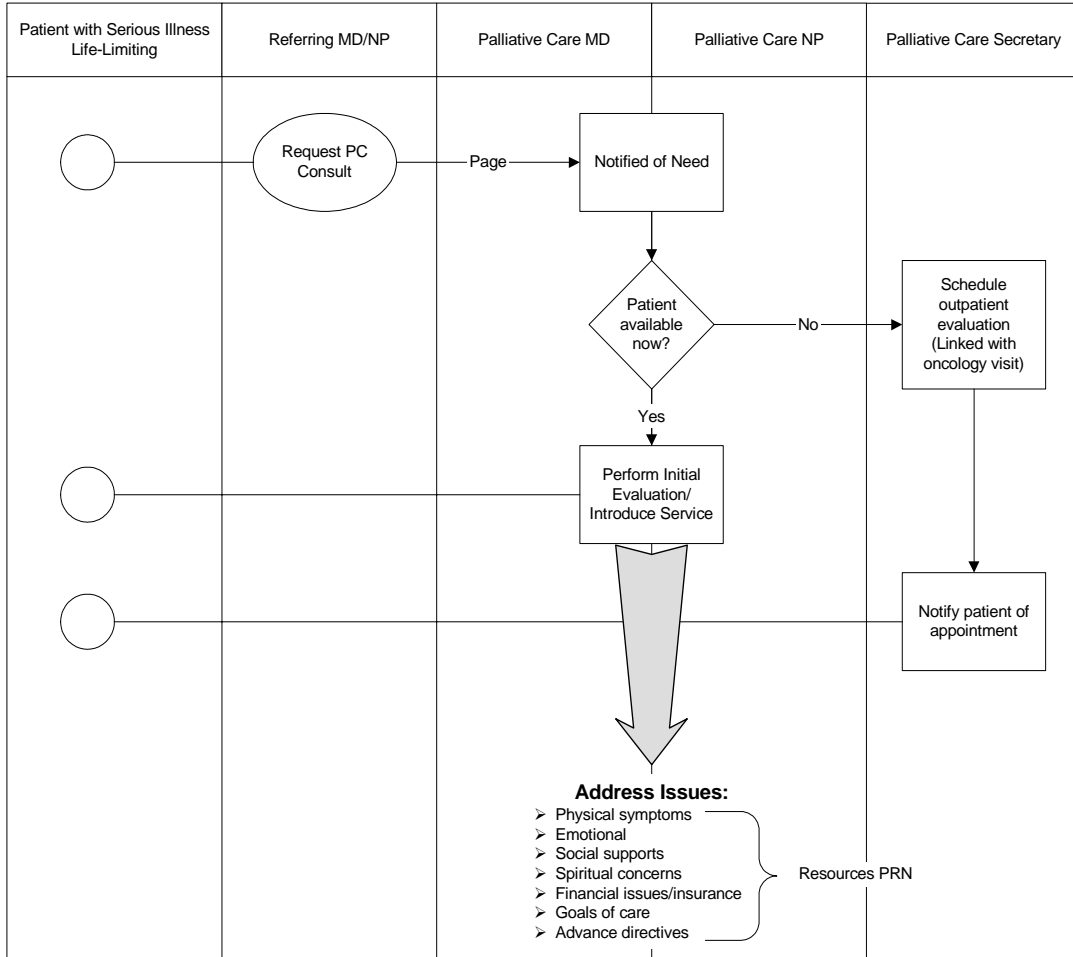 Patient with Serious Illness
Life-Limiting
Referring MD/NP
Palliative Care MD
Palliative Care NP
Palliative Care Secretary
Request PC
Consult
Page
Notified of Need
Patient
available
now?
No
Schedule
outpatient
evaluation
(Linked with
oncology visit)
Yes
Perform Initial
Evaluation/
Introduce Service
Notify patient of
appointment
Address Issues:
➢ Physical symptoms
➢ Emotional
➢ Social supports
➢ Spiritual concerns
➢ Financial issues/insurance
➢ Goals of care
➢ Advance directives
Resources PRN